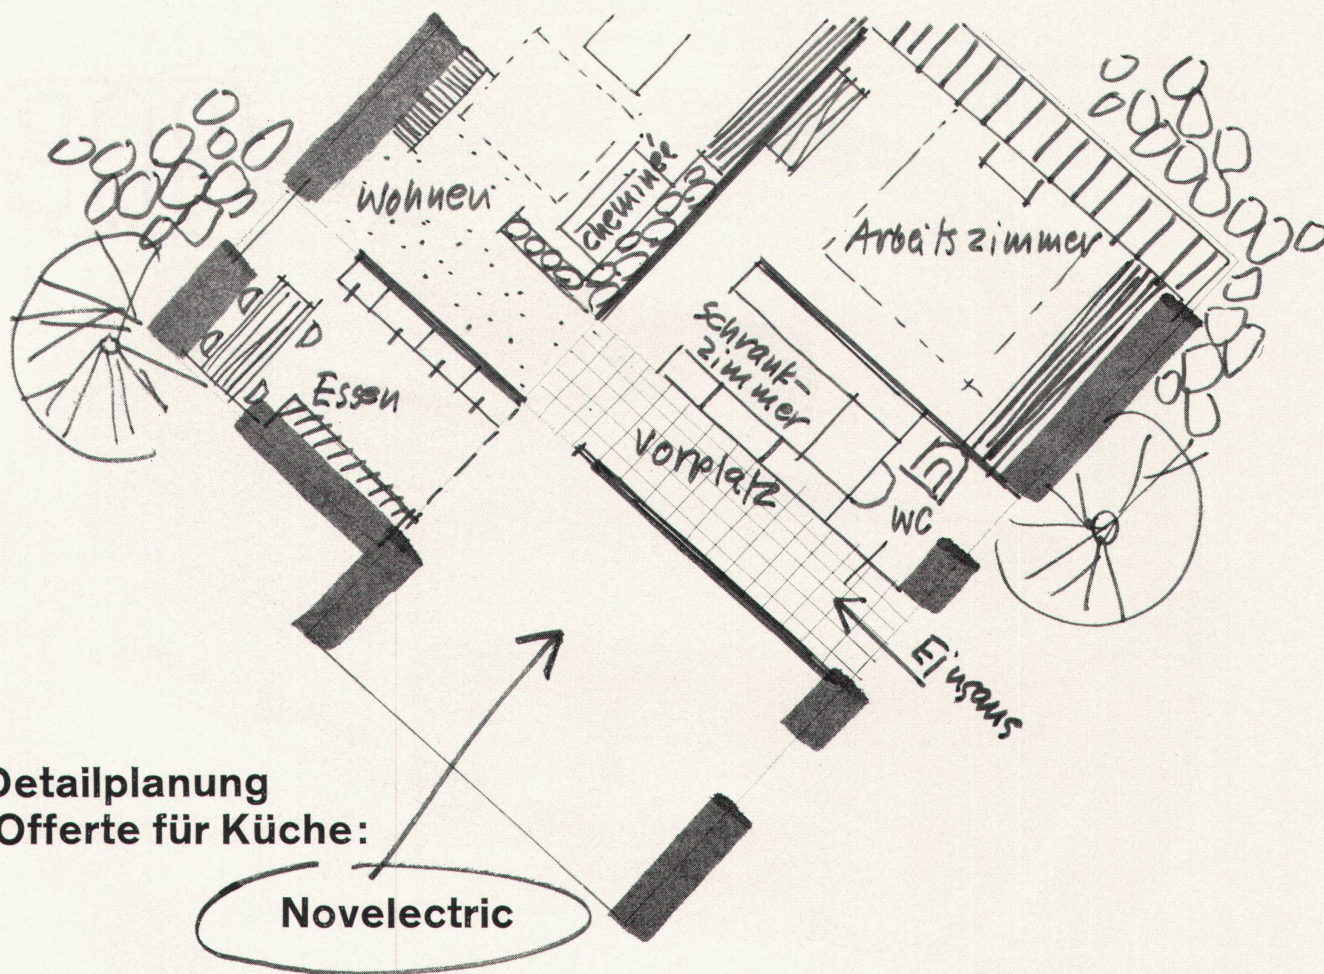 Wohnen
cheminée
Arbeitszimmer
Schrank-
zimmer
Essen
Vorplatz
WC
Eingang
Detailplanung
Offerte für Küche:
Novelectric